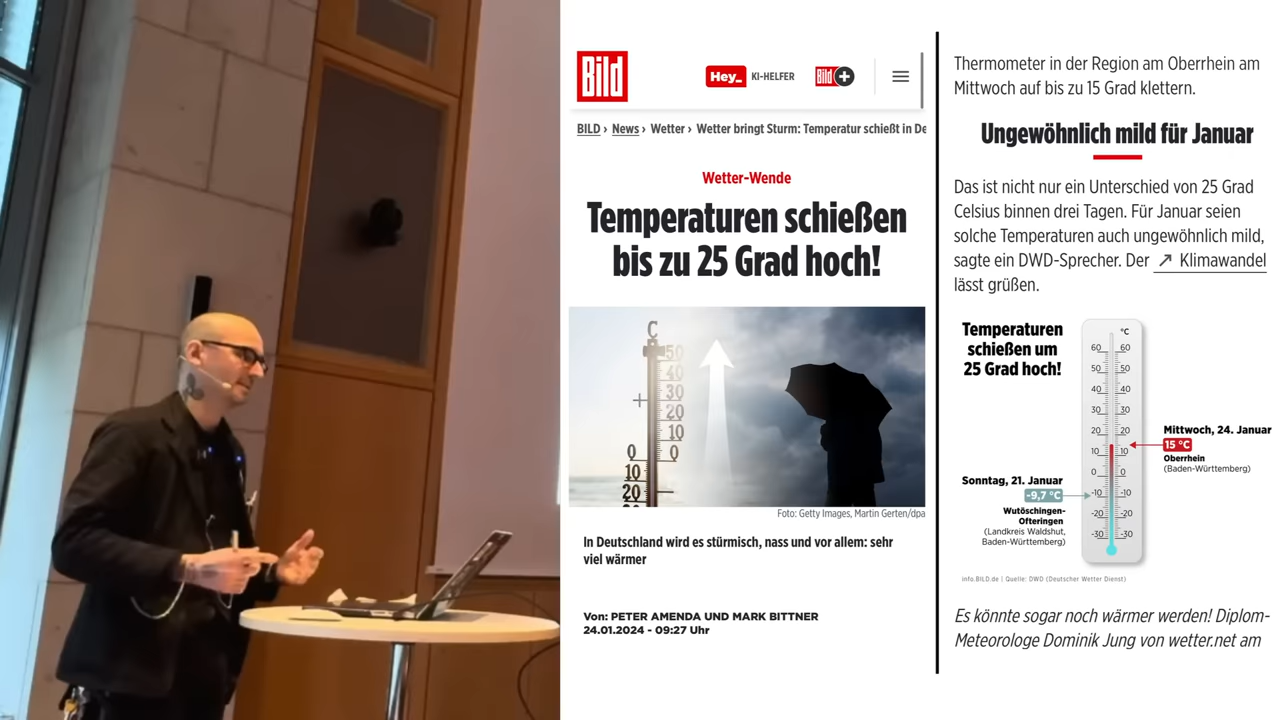 Bild
Hey_ KI-HELFER Bild +
BILD › News › Wetter › Wetter bringt Sturm: Temperatur schießt in De
Wetter-Wende
Temperaturen schießen
bis zu 25 Grad hoch!
C
50
40
30
20
10
0 0
10
20
Foto: Getty Images, Martin Gerten/dpa
In Deutschland wird es stürmisch, nass und vor allem: sehr
viel wärmer
Von: PETER AMENDA UND MARK BITTNER
24.01.2024 - 09:27 Uhr
Thermometer in der Region am Oberrhein am
Mittwoch auf bis zu 15 Grad klettern.
Ungewöhnlich mild für Januar
Das ist nicht nur ein Unterschied von 25 Grad
Celsius binnen drei Tagen. Für Januar seien
solche Temperaturen auch ungewöhnlich mild,
sagte ein DWD-Sprecher. Der ↗ Klimawandel
lässt grüßen.
Temperaturen
schießen um
25 Grad hoch!
°C
60 60
50 50
40 40
30 30
20 20
10 10
0 0
-10 -10
-20 -20
-30 -30
Mittwoch, 24. Januar
15 °C
Oberrhein
(Baden-Württemberg)
Sonntag, 21. Januar
-9,7 °C
Wutöschingen-
Ofteringen
(Landkreis Waldshut,
Baden-Württemberg)
info.BILD.de | Quelle: DWD (Deutscher Wetter Dienst)
Es könnte sogar noch wärmer werden! Diplom-
Meteorologe Dominik Jung von wetter.net am